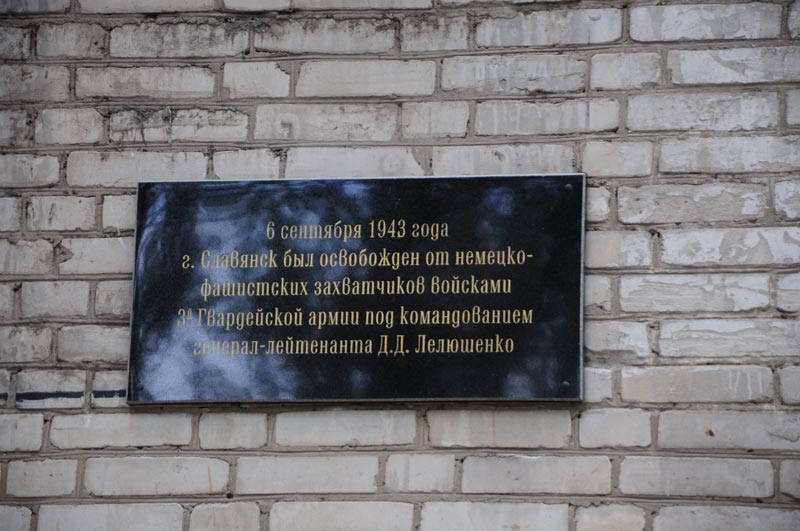 6 сентября 1943 года
г. Славянск был освобожден от немецко-
фашистских захватчиков войсками
3й Гвардейской армии под командованием
генерал-лейтенанта Д.Д. Лелюшенко